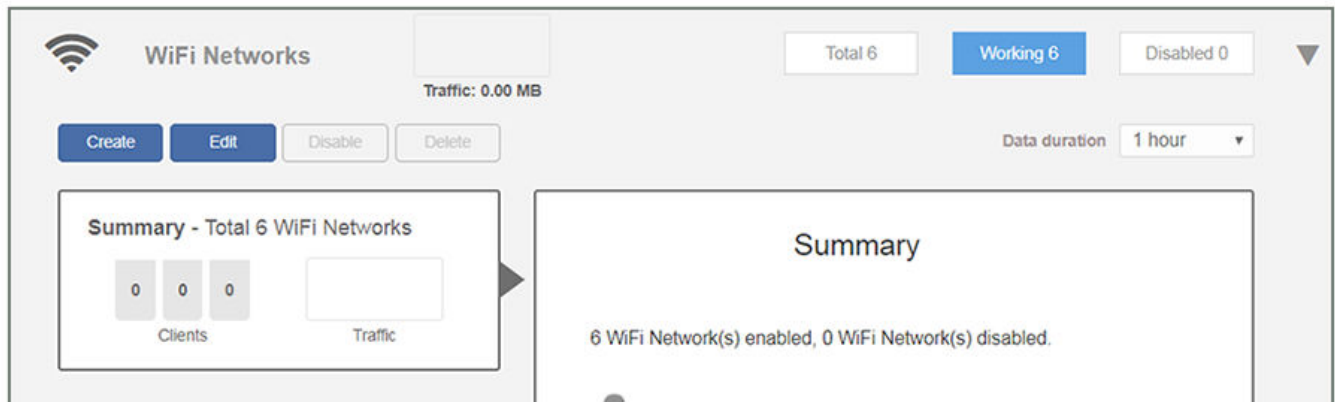 WiFi Networks
Traffic: 0.00 MB
Total 6
Working 6
Disabled 0
Create
Edit
Disable
Delete
Data duration
1 hour
Summary - Total 6 WiFi Networks
0 0 0
Clients
Traffic
Summary
6 WiFi Network(s) enabled, 0 WiFi Network(s) disabled.